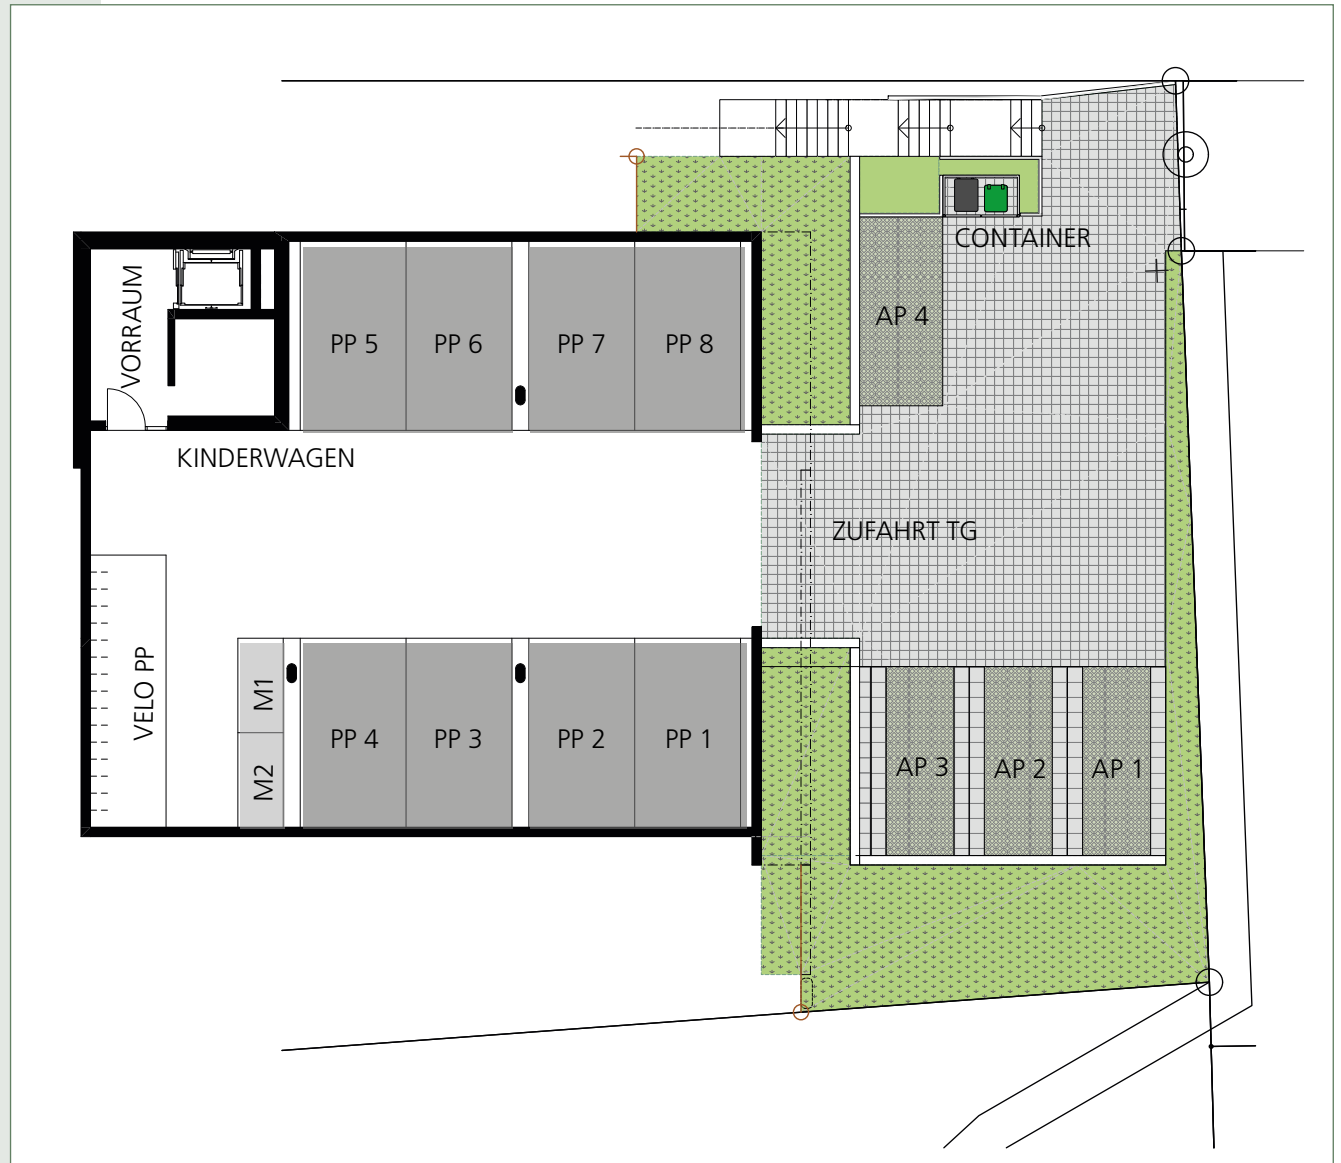 CONTAINER
VORRAUM
AP 4
PP 5
PP 6
PP 7
PP 8
KINDERWAGEN
ZUFAHRT TG
VELO PP
M1
M2
PP 4
PP 3
PP 2
PP 1
AP 3
AP 2
AP 1